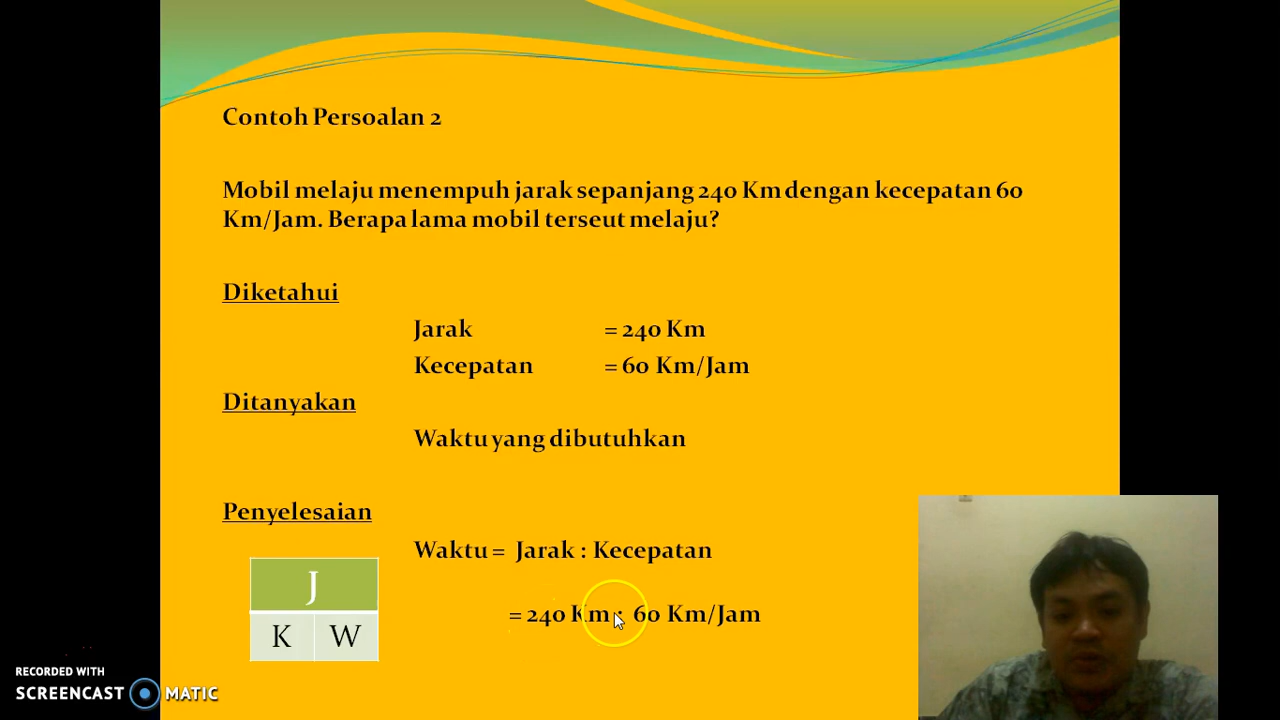 Contoh Persoalan 2
Mobil melaju menempuh jarak sepanjang 240 Km dengan kecepatan 60
Km/Jam. Berapa lama mobil terseut melaju?
Diketahui
Jarak = 240 Km
Kecepatan = 60 Km/Jam
Ditanyakan
Waktu yang dibutuhkan
Penyelesaian
Waktu = Jarak : Kecepatan
= 240 Km : 60 Km/Jam
J
K W
RECORDED WITH
SCREENCAST MATIC